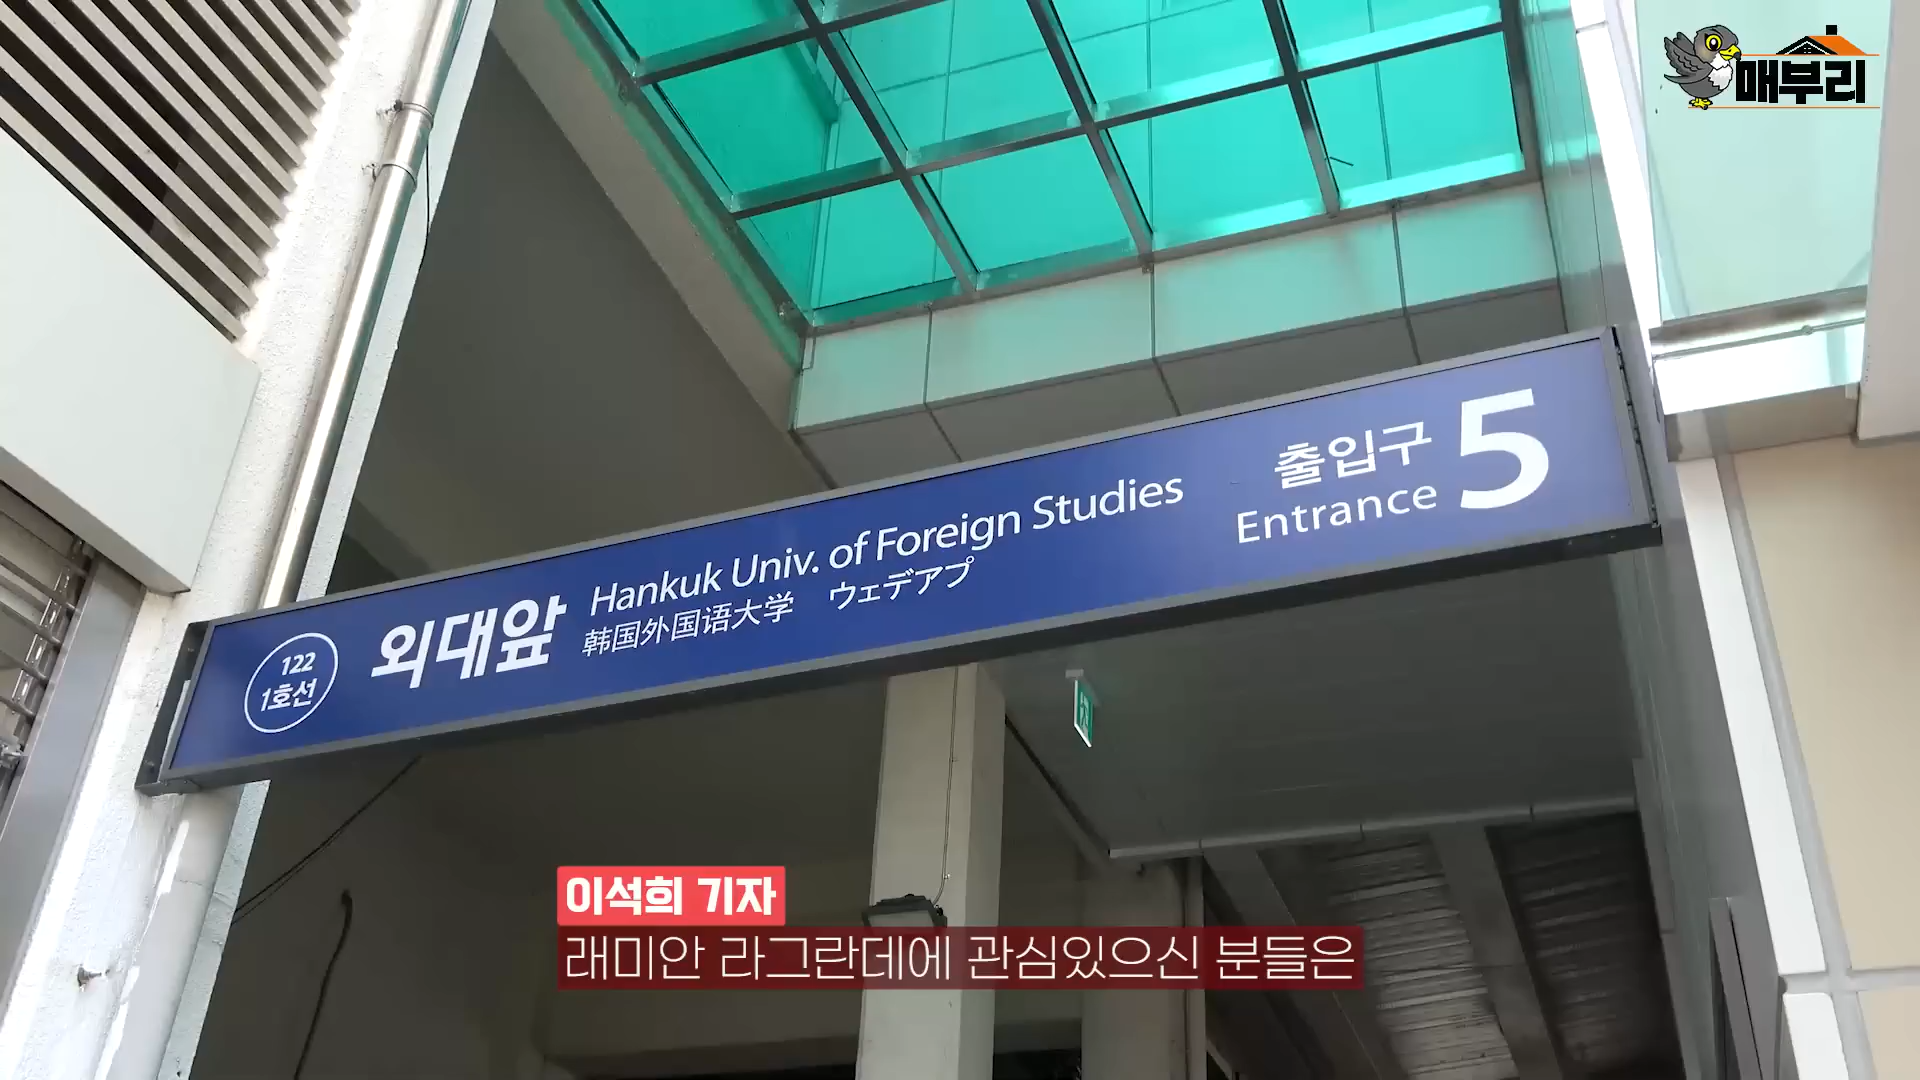 매부리
122
1호선
외대앞
Hankuk Univ. of Foreign Studies
韩国外国语大学 ウェデアプ
출입구
Entrance
5
이석희 기자
래미안 라그란데에 관심있으신 분들은